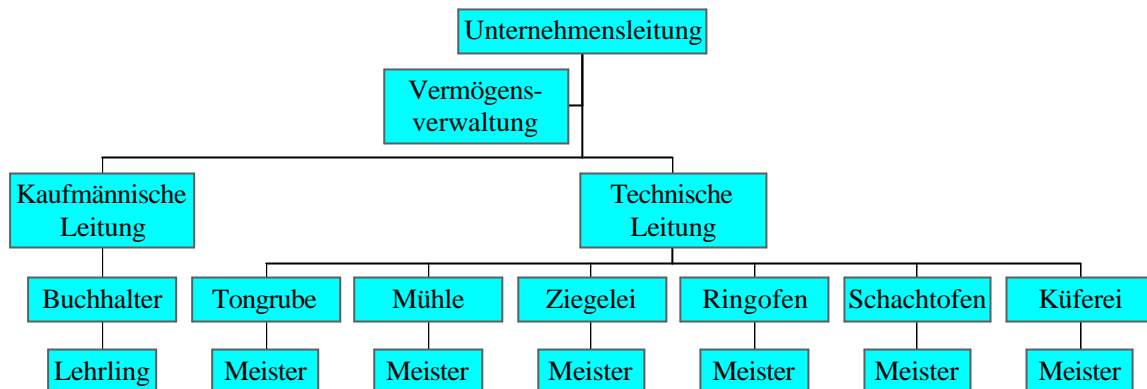 Unternehmensleitung
Vermögens-
verwaltung
Kaufmännische
Leitung
Technische
Leitung
Buchhalter
Tongrube
Mühle
Ziegelei
Ringofen
Schachtofen
Küferei
Lehrling
Meister
Meister
Meister
Meister
Meister
Meister